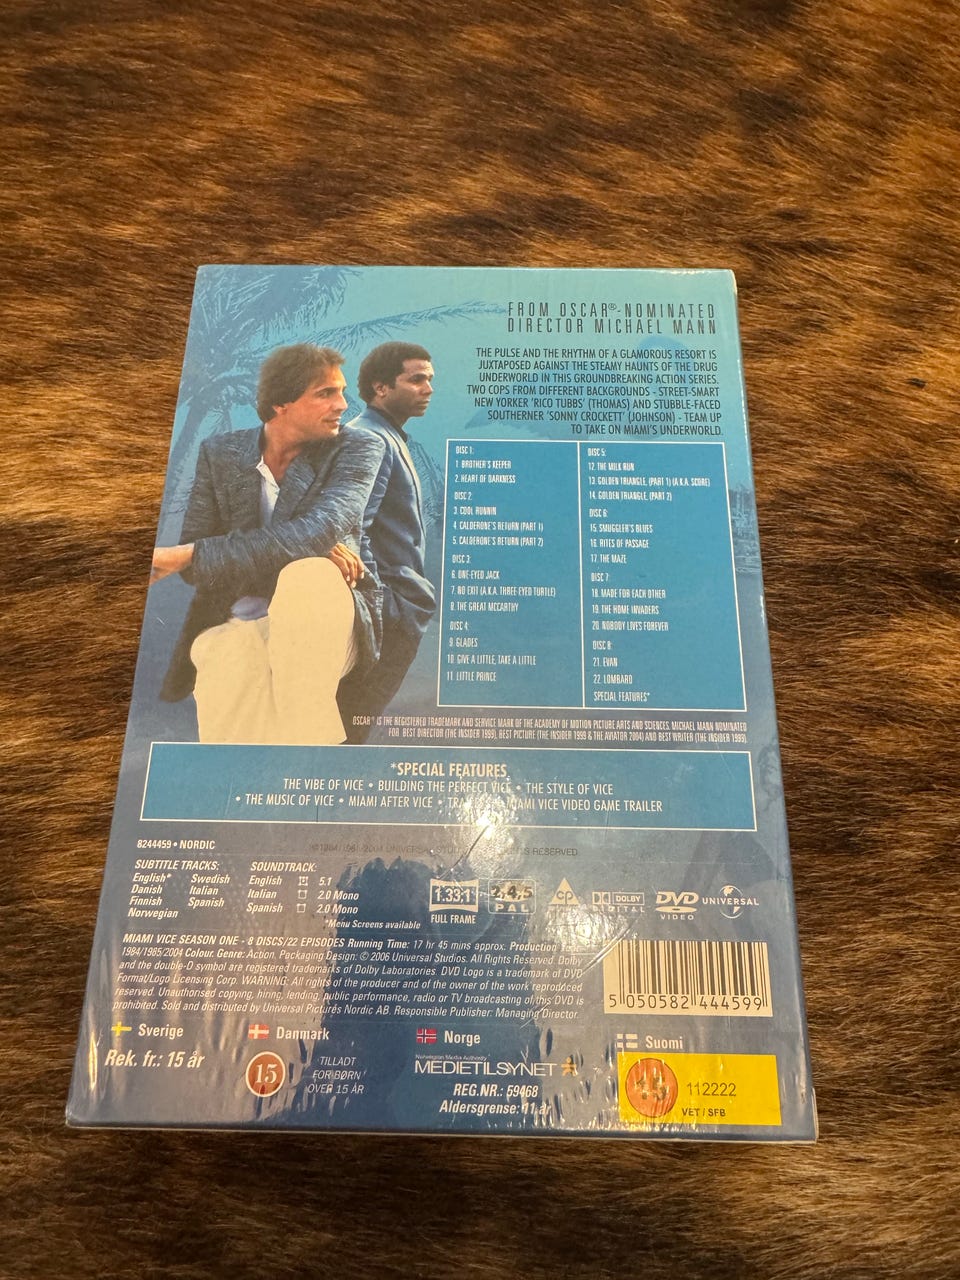 FROM OSCAR®-NOMINATED
DIRECTOR MICHAEL MANN
THE PULSE AND THE RHYTHM OF A GLAMOROUS RESORT IS
JUXTAPOSED AGAINST THE STEAMY HAUNTS OF THE DRUG
UNDERWORLD IN THIS GROUNDBREAKING ACTION SERIES.
TWO COPS FROM DIFFERENT BACKGROUNDS - STREET-SMART
NEW YORKER 'RICO TUBBS' (THOMAS) AND STUBBLE-FACED
SOUTHERNER 'SONNY CROCKETT' (JOHNSON) - TEAM UP
TO TAKE ON MIAMI'S UNDERWORLD.
DISC 1:
1 BROTHER'S KEEPER
2. HEART OF DARKNESS
DISC 2:
3. COOL RUNNIN
4. CALDERONE'S RETURN (PART 1)
5. CALDERONE'S RETURN (PART 2)
DISC 3:
6. ONE-EYED JACK
7. NO EXIT (A.K.A. THREE EYED TURTLE)
8. THE GREAT MCCARTHY
DISC 4:
9. GLADES
10. GIVE A LITTLE, TAKE A LITTLE
11 LITTLE PRINCE
DISC 5:
12. THE MILK RUN
13. GOLDEN TRIANGLE, (PART 1) (A.K.A. SCORE)
14. GOLDEN TRIANGLE, (PART 2)
DISC 6:
15. SMUGGLER'S BLUES
16. RITES OF PASSAGE
17. THE MAZE
DISC 7:
18. MADE FOR EACH OTHER
19. THE HOME INVADERS
20. NOBODY LIVES FOREVER
DISC 8:
21. EVAN
22. LOMBARD
SPECIAL FEATURES*
OSCAR® IS THE REGISTERED TRADEMARK AND SERVICE MARK OF THE ACADEMY OF MOTION PICTURE ARTS AND SCIENCES. MICHAEL MANN NOMINATED
FOR BEST DIRECTOR (THE INSIDER 1999), BEST PICTURE (THE INSIDER 1999 & THE AVIATOR 2004) AND BEST WRITER (THE INSIDER 1999).
*SPECIAL FEATURES
THE VIBE OF VICE • BUILDING THE PERFECT VICE • THE STYLE OF VICE
• THE MUSIC OF VICE • MIAMI AFTER VICE • MIAMI VICE VIDEO GAME TRAILER
8244459 • NORDIC
©1984/1985/2004 UNIVERSAL STUDIOS. RIGHTS RESERVED
SUBTITLE TRACKS:
English* Swedish
Danish Italian
Finnish Spanish
Norwegian
SOUNDTRACK:
English 5.1
Italian 2.0 Mono
Spanish 2.0 Mono
*Menu Screens available
1.33:1
FULL FRAME
2.4.5
PAL
cp
DOLBY
DIGITAL
DVD
VIDEO
UNIVERSAL
MIAMI VICE SEASON ONE - 8 DISCS/22 EPISODES Running Time: 17 hr 45 mins approx. Production Year:
1984/1985/2004 Colour. Genre: Action. Packaging Design: © 2006 Universal Studios. All Rights Reserved. Dolby
and the double-D symbol are registered trademarks of Dolby Laboratories. DVD Logo is a trademark of DVD
Format/Logo Licensing Corp. WARNING: All rights of the producer and of the owner of the work reproduced
reserved. Unauthorised copying, hiring, lending, public performance, radio or TV broadcasting of this DVD is
prohibited. Sold and distributed by Universal Pictures Nordic AB. Responsible Publisher: Managing Director.
5 050582 444599
Sverige
Rek. fr.: 15 år
Danmark
15
TILLADT
FOR BØRN
OVER 15 ÅR
Norge
Norwegian Media Authority
MEDIETILSYNET
REG.NR.: 59468
Aldersgrense: 11 år
Suomi
15
112222
VET / SFB